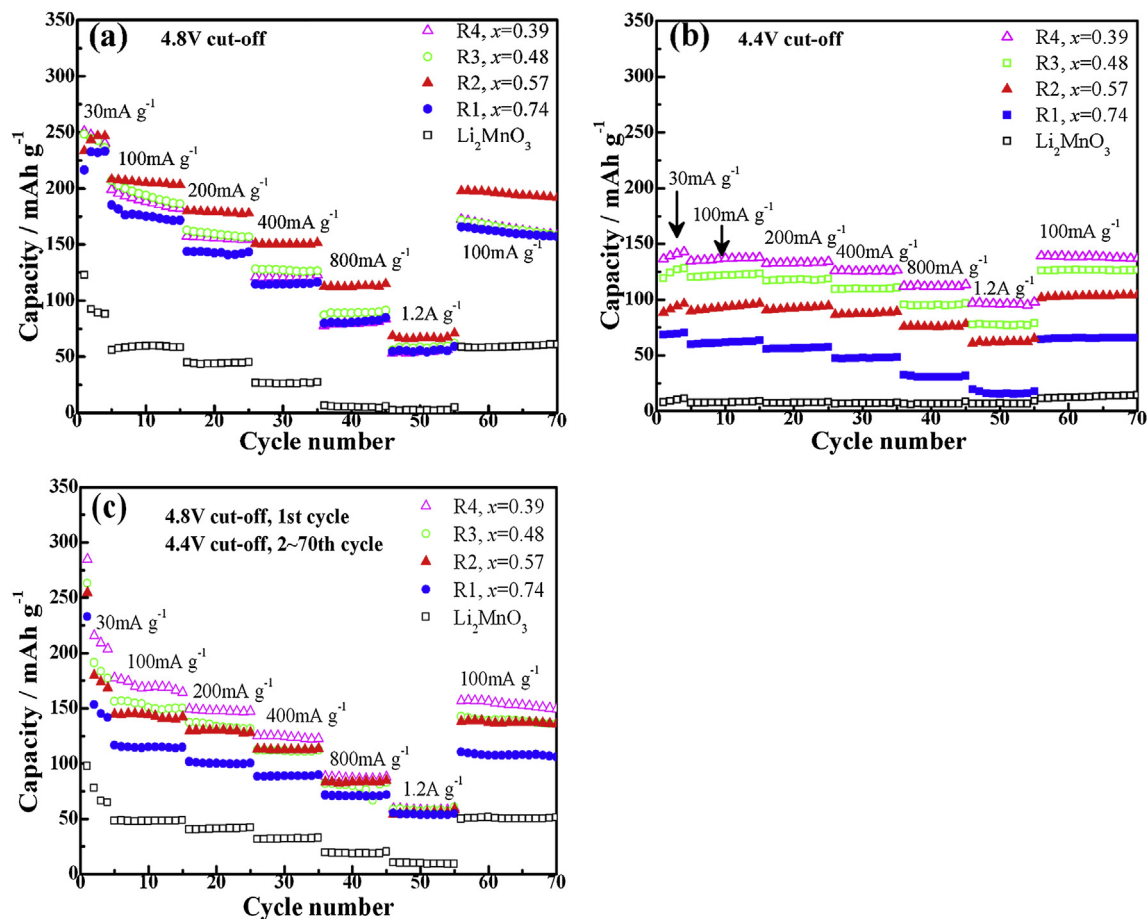 (a)
4.8V cut-off
R4, x=0.39
R3, x=0.48
R2, x=0.57
R1, x=0.74
Li₂MnO₃
30mA g⁻¹
100mA g⁻¹
200mA g⁻¹
400mA g⁻¹
800mA g⁻¹
1.2A g⁻¹
100mA g⁻¹
Capacity / mAh g⁻¹
350
300
250
200
150
100
50
0
0 10 20 30 40 50 60 70
Cycle number
(b)
4.4V cut-off
R4, x=0.39
R3, x=0.48
R2, x=0.57
R1, x=0.74
Li₂MnO₃
30mA g⁻¹
100mA g⁻¹
200mA g⁻¹
400mA g⁻¹
800mA g⁻¹
1.2A g⁻¹
100mA g⁻¹
Capacity / mAh g⁻¹
350
300
250
200
150
100
50
0
0 10 20 30 40 50 60 70
Cycle number
(c)
4.8V cut-off, 1st cycle
4.4V cut-off, 2~70th cycle
R4, x=0.39
R3, x=0.48
R2, x=0.57
R1, x=0.74
Li₂MnO₃
30mA g⁻¹
100mA g⁻¹
200mA g⁻¹
400mA g⁻¹
800mA g⁻¹
1.2A g⁻¹
100mA g⁻¹
Capacity / mAh g⁻¹
350
300
250
200
150
100
50
0
0 10 20 30 40 50 60 70
Cycle number